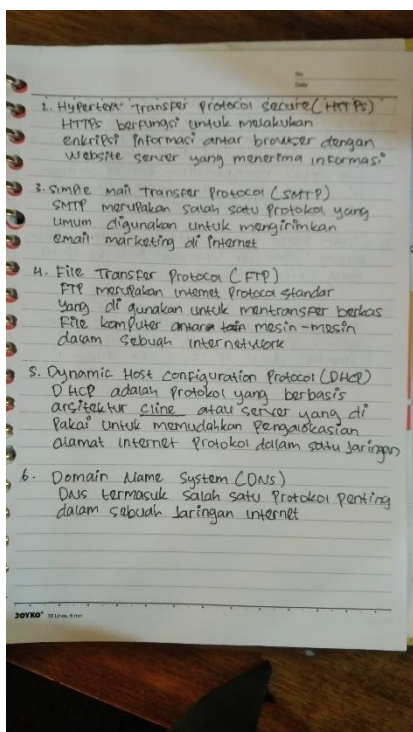 No
Date
2. Hypertext Transfer Protocol Secure (HTTPS)
HTTPS berfungsi untuk melakukan
enkripsi informasi antar browser dengan
website server yang menerima informasi
3. Simple Mail Transfer Protocol (SMTP)
SMTP merupakan salah satu protokol yang
umum digunakan untuk mengirimkan
email marketing di internet
4. File Transfer Protocol (FTP)
FTP merupakan internet Protocol standar
yang di gunakan untuk mentransfer berkas
File komputer antara mesin-mesin
dalam sebuah internetwork
5. Dynamic Host Configuration Protocol (DHCP)
DHCP adalah protokol yang berbasis
arsitektur cline atau server yang di
Pakai untuk memudahkan pengalokasian
alamat internet protokol dalam satu jaringan
6. Domain Name System (DNS)
DNS termasuk salah satu protokol penting
dalam sebuah jaringan internet
JOYKO